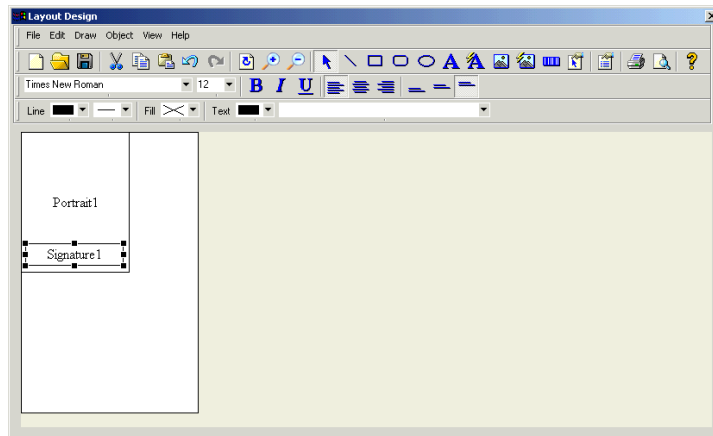 Layout Design
File Edit Draw Object View Help
Times New Roman 12 B I U
Line Fill Text
Portrait1
Signature1